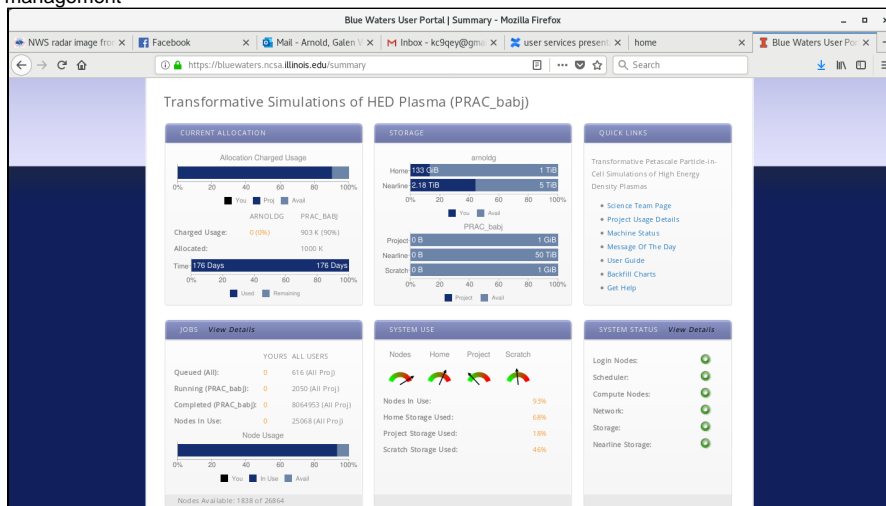 management
Blue Waters User Portal | Summary - Mozilla Firefox
NWS radar image fro
Facebook
Mail - Arnold, Galen
Inbox - kc9qey@gma
user services present
home
Blue Waters User Por
https://bluewaters.ncsa.illinois.edu/summary
Search
Transformative Simulations of HED Plasma (PRAC_babj)
CURRENT ALLOCATION
Allocation Charged Usage
0% 20 40 60 80 100%
You Proj Avail
ARNOLDG PRAC_BABJ
Charged Usage: 0 (0%) 903 K (90%)
Allocated: 1000 K
Time 176 Days 176 Days
0% 20 40 60 80 100%
Used Remaining
STORAGE
arnoldg
Home 133 GiB 1 TiB
Nearline 2.18 TiB 5 TiB
0% 20 40 60 80 100%
You Avail
PRAC_babj
Project 0 B 1 GiB
Nearline 0 B 50 TiB
Scratch 0 B 1 GiB
0% 20 40 60 80 100%
Project Avail
QUICK LINKS
Transformative Petascale Particle-in-
Cell Simulations of High Energy
Density Plasmas
Science Team Page
Project Usage Details
Machine Status
Message Of The Day
User Guide
Backfill Charts
Get Help
JOBS View Details
YOURS ALL USERS
Queued (All): 0 616 (All Proj)
Running (PRAC_babj): 0 2050 (All Proj)
Completed (PRAC_babj): 0 8064953 (All Proj)
Nodes In Use: 0 25068 (All Proj)
Node Usage
0% 20 40 60 80 100%
You In Use Avail
Nodes Available: 1838 of 26864
SYSTEM USE
Nodes Home Project Scratch
Nodes In Use: 93%
Home Storage Used: 68%
Project Storage Used: 18%
Scratch Storage Used: 46%
SYSTEM STATUS View Details
Login Nodes:
Scheduler:
Compute Nodes:
Network:
Storage:
Nearline Storage: